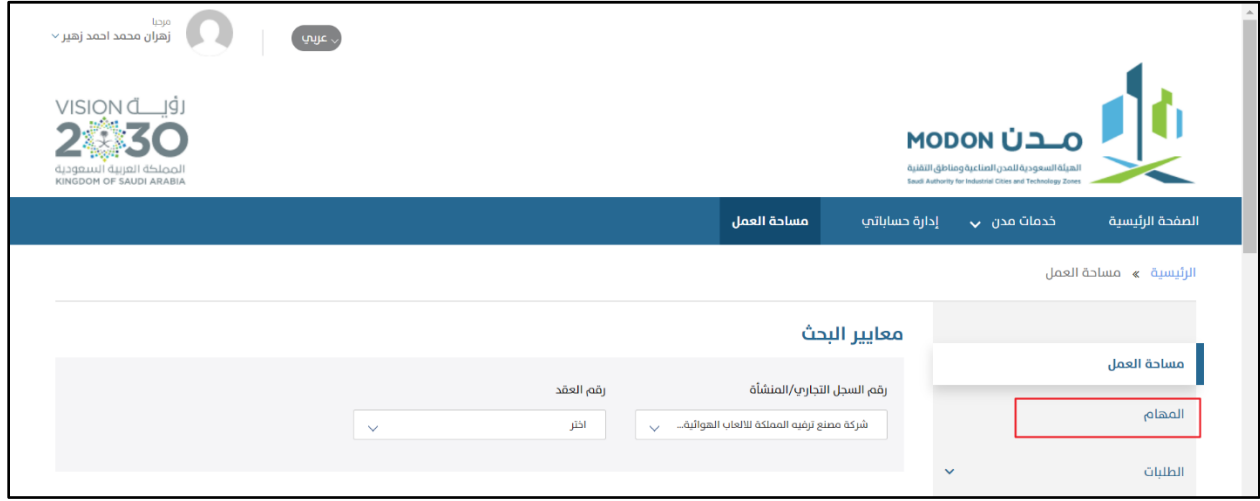 مرحبا
زهران محمد احمد زهير
عربي
رؤيــــة VISION
2030
المملكة العربية السعودية
KINGDOM OF SAUDI ARABIA
مــدن MODON
الهيئة السعودية للمدن الصناعية ومناطق التقنية
Saudi Authority for Industrial Cities and Technology Zones
الصفحة الرئيسية
خدمات مدن
إدارة حساباتي
مساحة العمل
الرئيسية » مساحة العمل
مساحة العمل
المهام
الطلبات
معايير البحث
رقم السجل التجاري/المنشأة
شركة مصنع ترفيه المملكة للالعاب الهوائية...
رقم العقد
اختر